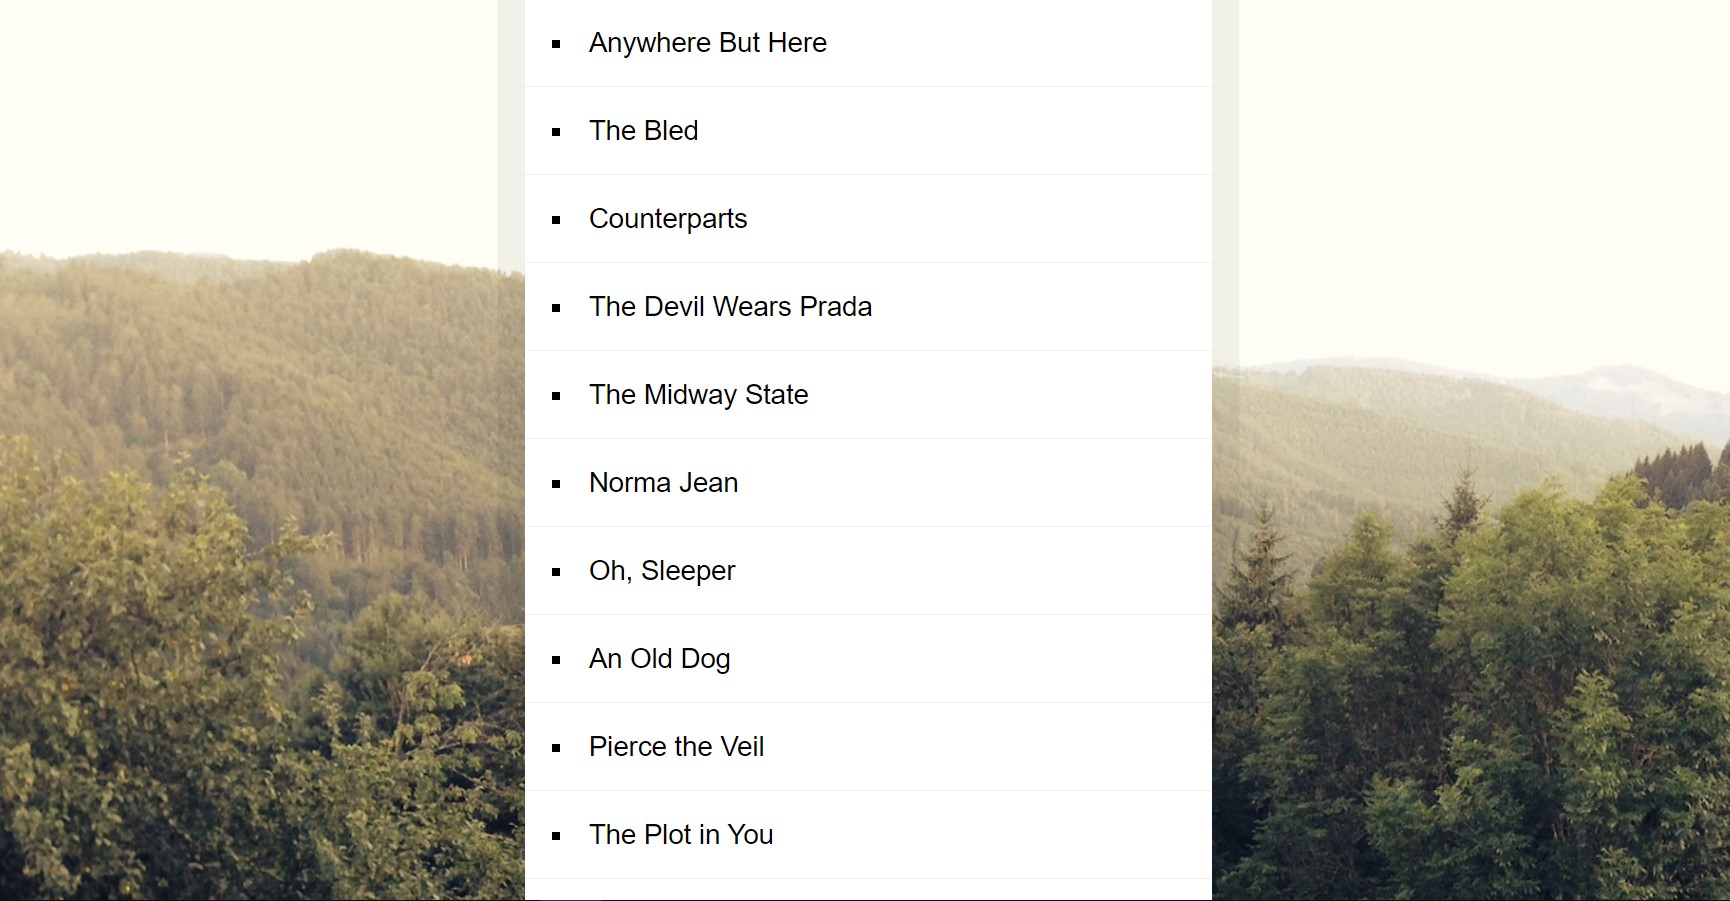 Anywhere But Here
The Bled
Counterparts
The Devil Wears Prada
The Midway State
Norma Jean
Oh, Sleeper
An Old Dog
Pierce the Veil
The Plot in You